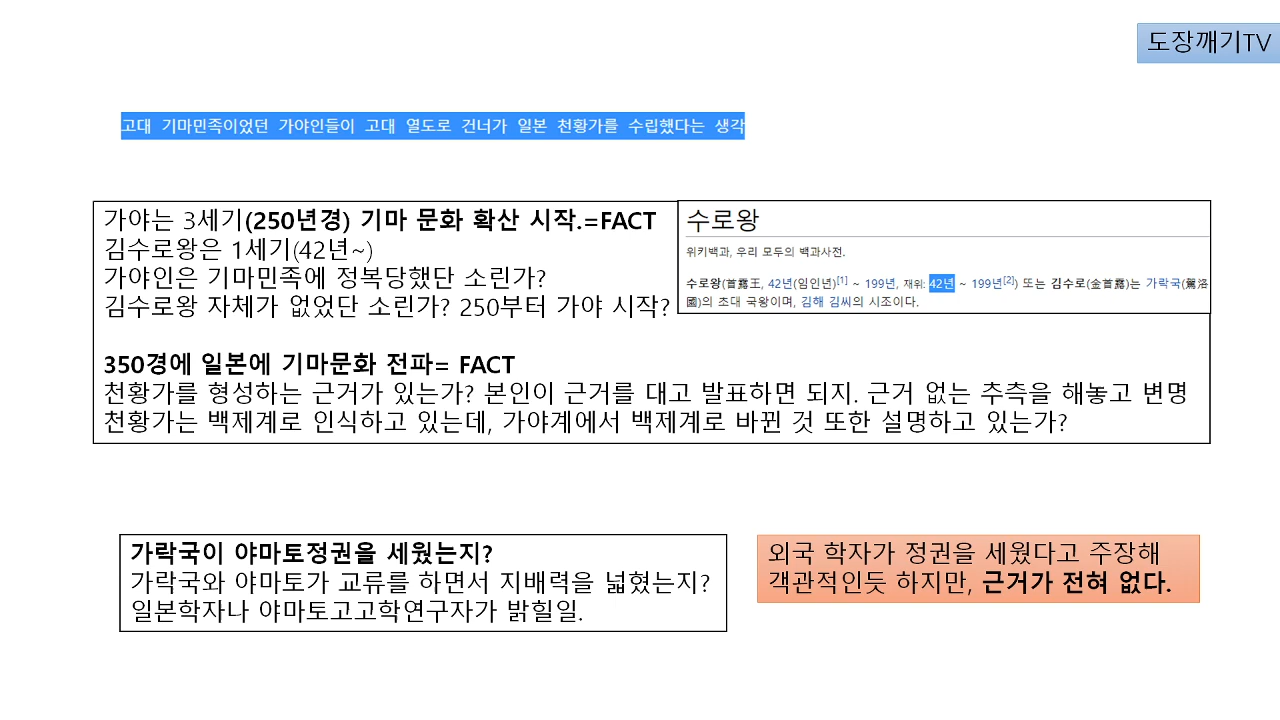 도장깨기TV
고대 기마민족이었던 가야인들이 고대 열도로 건너가 일본 천황가를 수립했다는 생각
가야는 3세기(250년경) 기마 문화 확산 시작.=FACT
김수로왕은 1세기(42년~)
가야인은 기마민족에 정복당했단 소린가?
김수로왕 자체가 없었단 소린가? 250부터 가야 시작?
수로왕
위키백과, 우리 모두의 백과사전.
수로왕(首露王, 42년(임인년)[1] ~ 199년, 재위: 42년 ~ 199년[2]) 또는 김수로(金首露)는 가락국(駕洛
國)의 초대 국왕이며, 김해 김씨의 시조이다.
350경에 일본에 기마문화 전파= FACT
천황가를 형성하는 근거가 있는가? 본인이 근거를 대고 발표하면 되지. 근거 없는 추측을 해놓고 변명
천황가는 백제계로 인식하고 있는데, 가야계에서 백제계로 바뀐 것 또한 설명하고 있는가?
가락국이 야마토정권을 세웠는지?
가락국와 야마토가 교류를 하면서 지배력을 넓혔는지?
일본학자나 야마토고고학연구자가 밝힐일.
외국 학자가 정권을 세웠다고 주장해
객관적인듯 하지만, 근거가 전혀 없다.